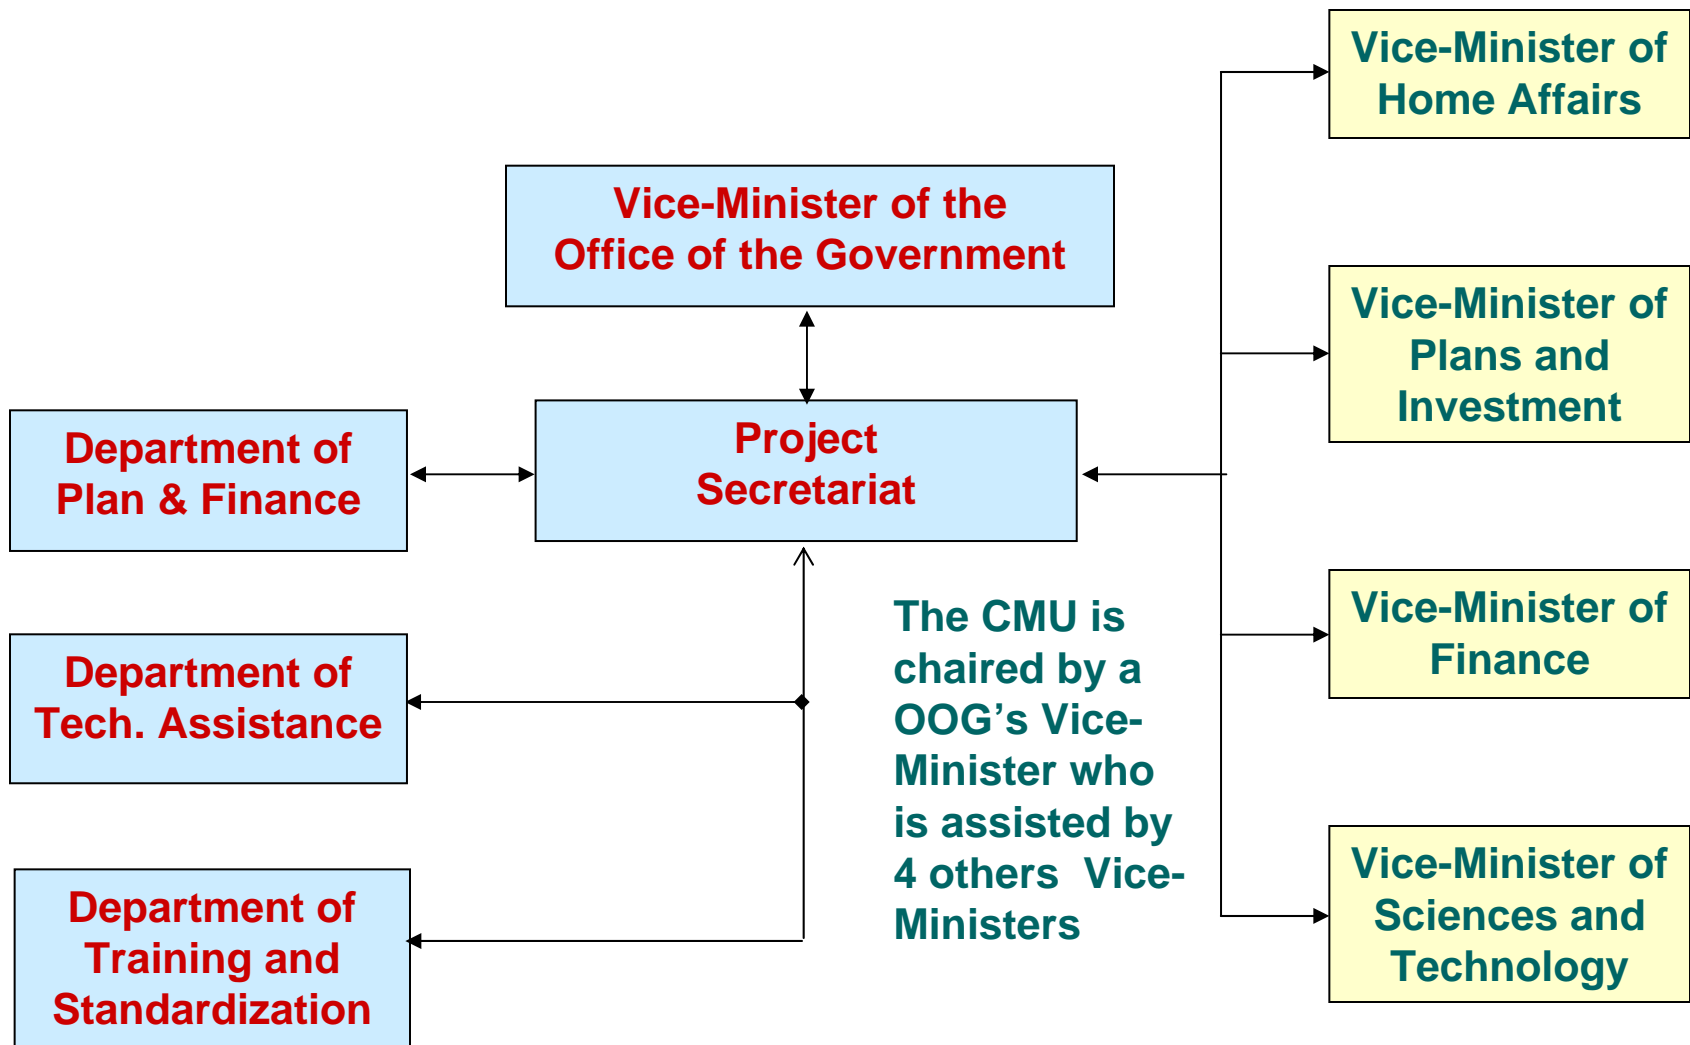 Vice-Minister of
Home Affairs
Vice-Minister of the
Office of the Government
Vice-Minister of
Plans and
Investment
Department of
Plan & Finance
Project
Secretariat
The CMU is
chaired by a
OOG’s Vice-
Minister who
is assisted by
4 others  Vice-
Ministers
Vice-Minister of
Finance
Department of
Tech. Assistance
Vice-Minister of
Sciences and
Technology
Department of
Training and
Standardization